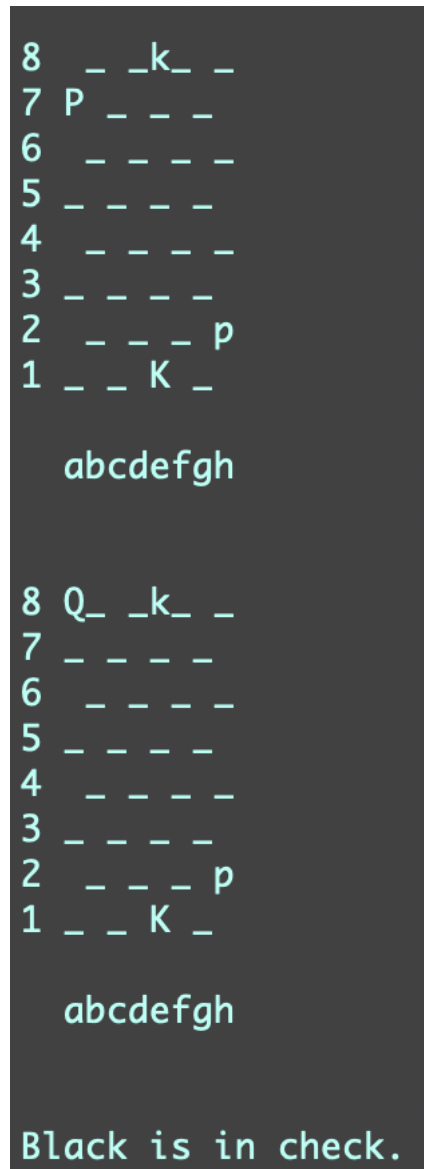 8  _ _k_ _
7 P _ _ _
6  _ _ _ _
5 _ _ _ _
4  _ _ _ _
3 _ _ _ _
2  _ _ _ p
1 _ _ K _
  abcdefgh
8 Q_ _k_ _
7 _ _ _ _
6  _ _ _ _
5 _ _ _ _
4  _ _ _ _
3 _ _ _ _
2  _ _ _ p
1 _ _ K _
  abcdefgh
Black is in check.